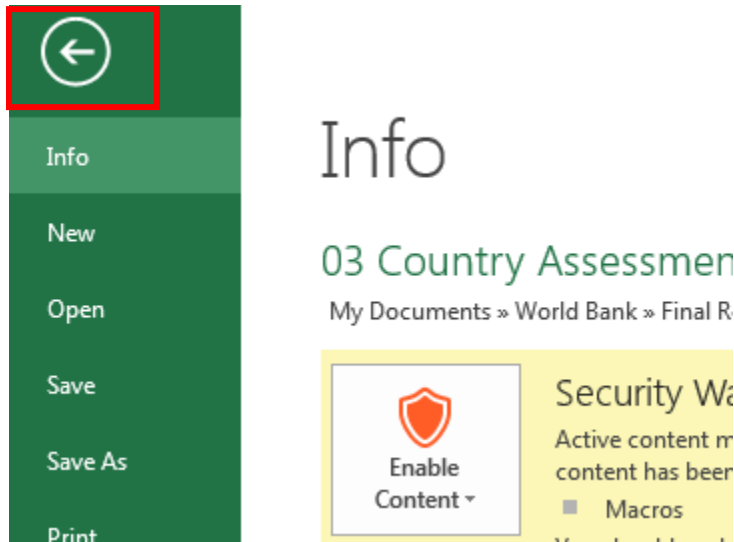 Info
New
Open
Save
Save As
Print
Info
03 Country
My Documents » World Bank » Final
Enable
Content
Security
Active content
content has been
Macros